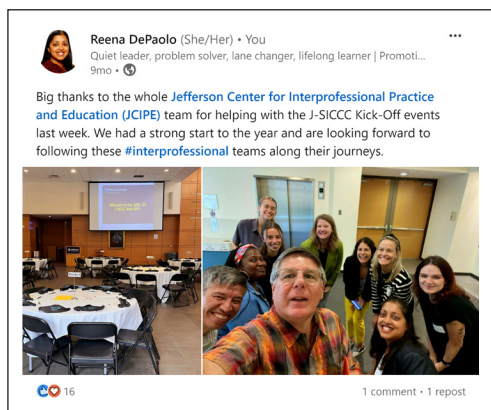 Reena DePaolo (She/Her) • You
Quiet leader, problem solver, lane changer, lifelong learner | Promoti...
9mo •
Big thanks to the whole Jefferson Center for Interprofessional Practice
and Education (JCIPE) team for helping with the J-SICCC Kick-Off events
last week. We had a strong start to the year and are looking forward to
following these #interprofessional teams along their journeys.
16
1 comment • 1 repost